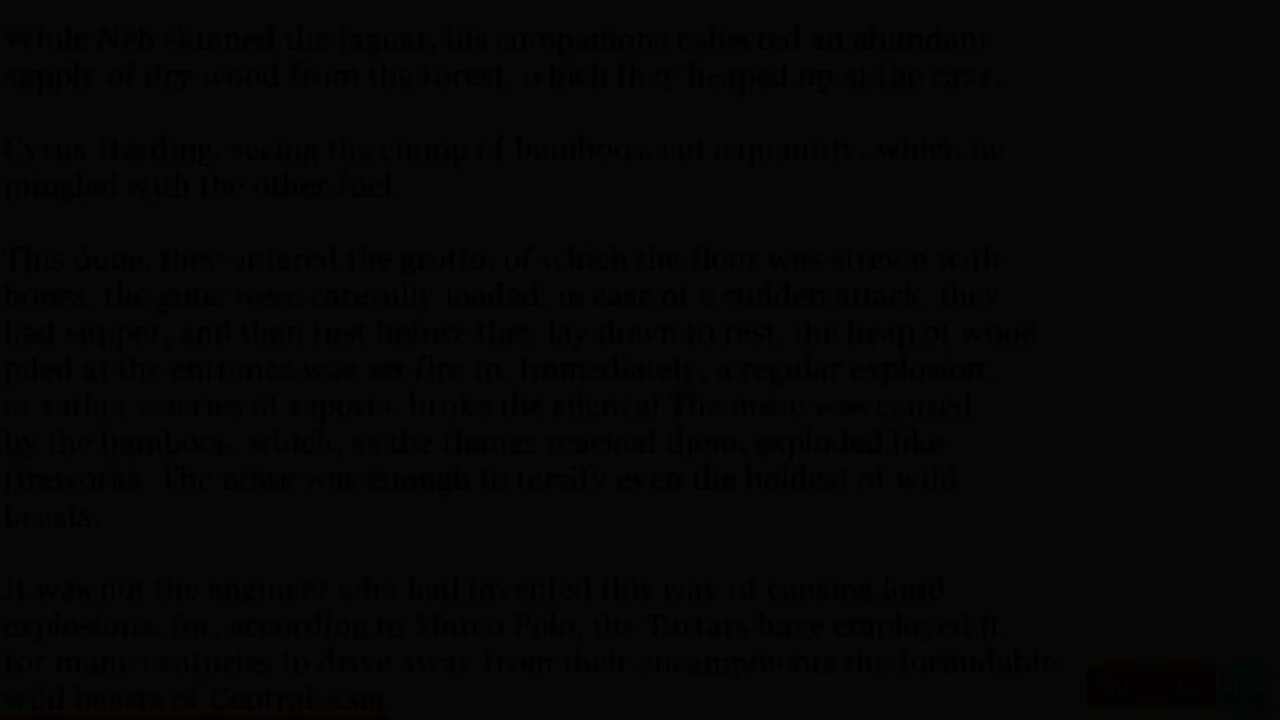 While Neb skinned the jaguar, his companions collected an abundant
supply of dry wood from the forest, which they heaped up at the cave.
Cyrus Harding, seeing the clump of bamboos, cut a quantity, which he
mingled with the other fuel.
This done, they entered the grotto, of which the floor was strewn with
bones, the guns were carefully loaded, in case of a sudden attack, they
had supper, and then just before they lay down to rest, the heap of wood
piled at the entrance was set fire to. Immediately, a regular explosion,
or rather a series of reports, broke the silence! The noise was caused
by the bamboos, which, as the flames reached them, exploded like
fireworks. The noise was enough to terrify even the boldest of wild
beasts.
It was not the engineer who had invented this way of causing loud
explosions, for, according to Marco Polo, the Tartars have employed it
for many centuries to drive away from their encampments the formidable
wild beasts of Central Asia.